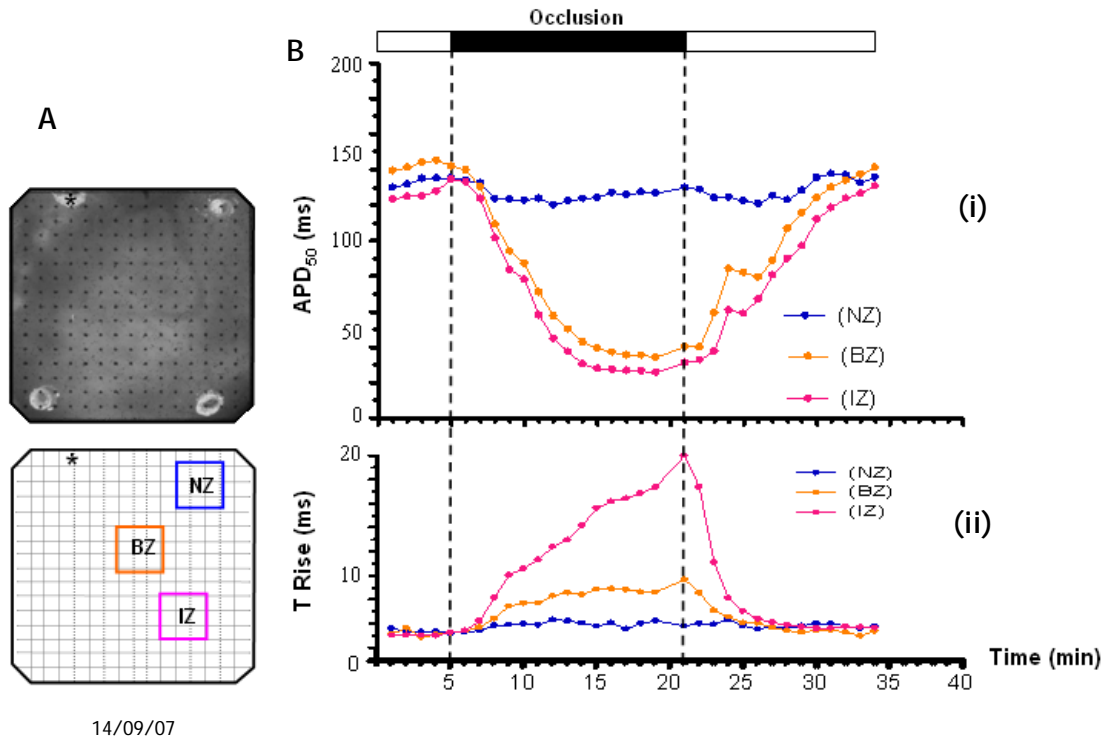 A
*
*
NZ
BZ
IZ
14/09/07
Occlusion
B
200
150
100
50
0
APD50 (ms)
(NZ)
(BZ)
(IZ)
(i)
20
10
0
T Rise (ms)
(NZ)
(BZ)
(IZ)
(ii)
5 10 15 20 25 30 35 40
Time (min)